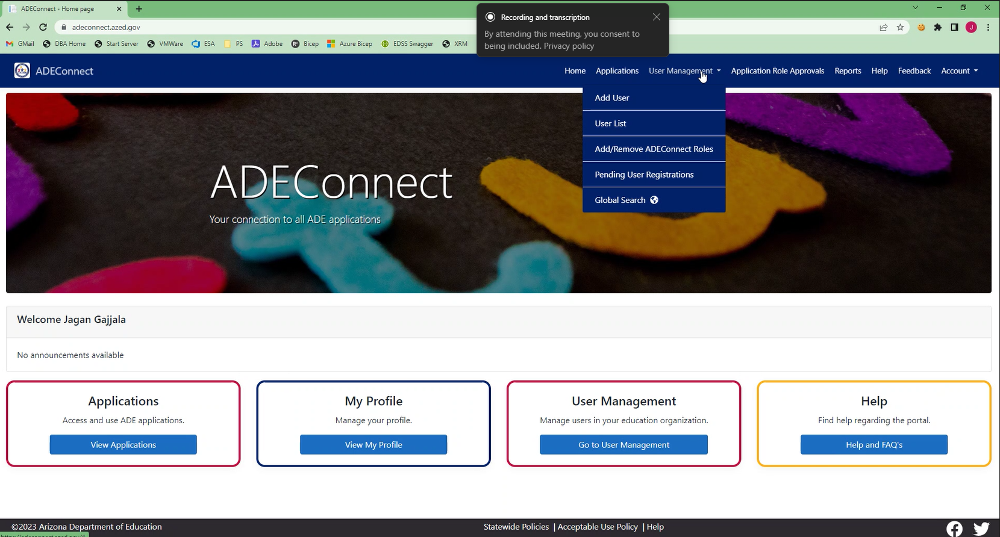 ADEConnect - Home page
Recording and transcription
By attending this meeting, you consent to
being included. Privacy policy
adeconnect.azed.gov
J
GMail
DBA Home
Start Server
VMWare
ESA
PS
Adobe
Bicep
Azure Bicep
EDSS Swagger
XRM
ADEConnect
Home
Applications
User Management
Application Role Approvals
Reports
Help
Feedback
Account
Add User
User List
Add/Remove ADEConnect Roles
Pending User Registrations
Global Search
ADEConnect
Your connection to all ADE applications
Welcome Jagan Gajjala
No announcements available
Applications
Access and use ADE applications.
View Applications
My Profile
Manage your profile.
View My Profile
User Management
Manage users in your education organization.
Go to User Management
Help
Find help regarding the portal.
Help and FAQ's
©2023 Arizona Department of Education
Statewide Policies | Acceptable Use Policy | Help